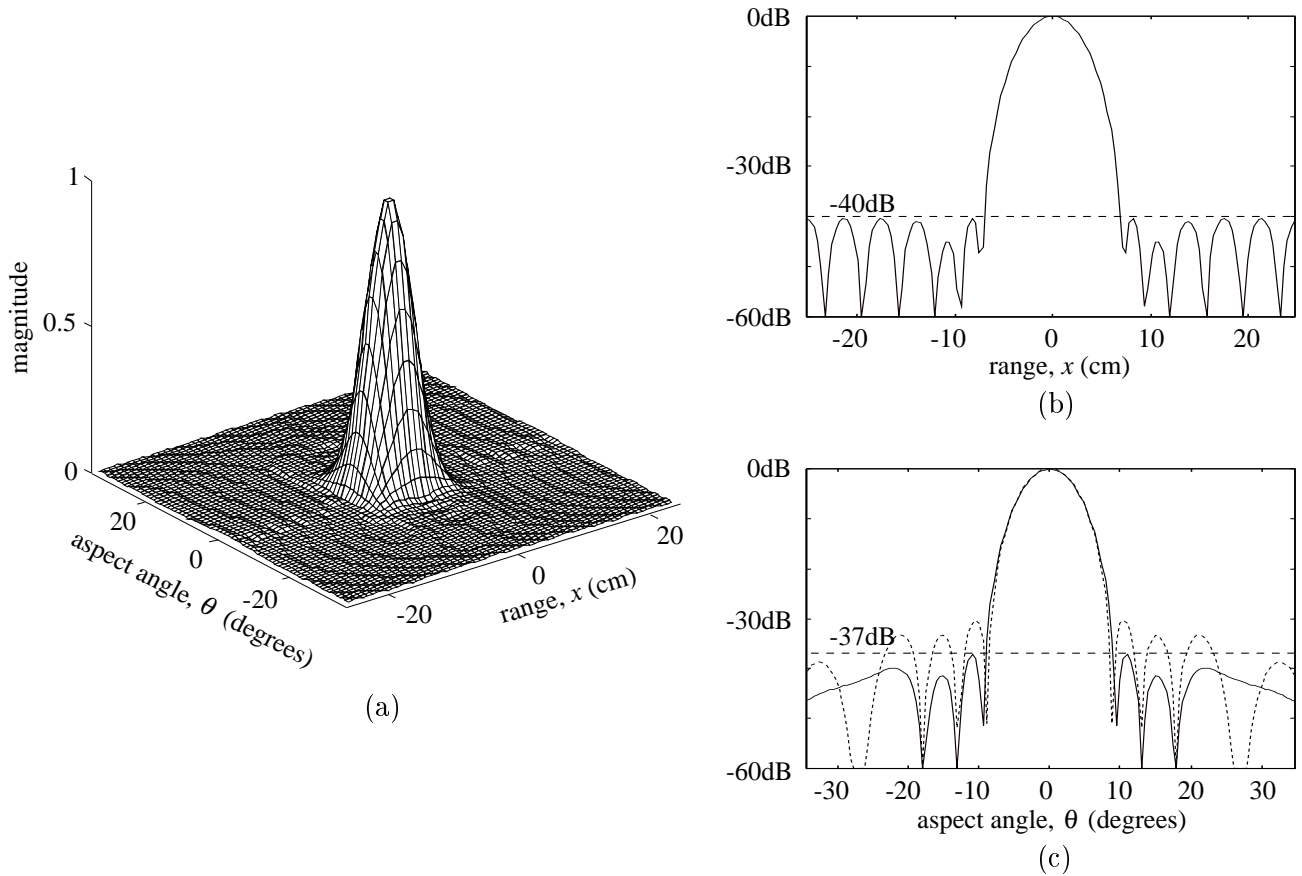 1
0.5
0
magnitude
20
0
-20
aspect angle, θ (degrees)
-20
0
20
range, x (cm)
(a)
0dB
-30dB
-40dB
-60dB
-20 -10 0 10 20
range, x (cm)
(b)
0dB
-30dB
-37dB
-60dB
-30 -20 -10 0 10 20 30
aspect angle, θ (degrees)
(c)